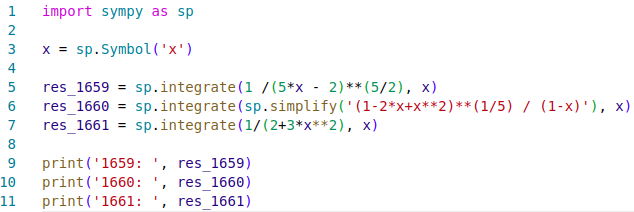 1 import sympy as sp
2
3 x = sp.Symbol('x')
4
5 res_1659 = sp.integrate(1 /(5*x - 2)**(5/2), x)
6 res_1660 = sp.integrate(sp.simplify('(1-2*x+x**2)**(1/5) / (1-x)'), x)
7 res_1661 = sp.integrate(1/(2+3*x**2), x)
8
9 print('1659: ', res_1659)
10 print('1660: ', res_1660)
11 print('1661: ', res_1661)